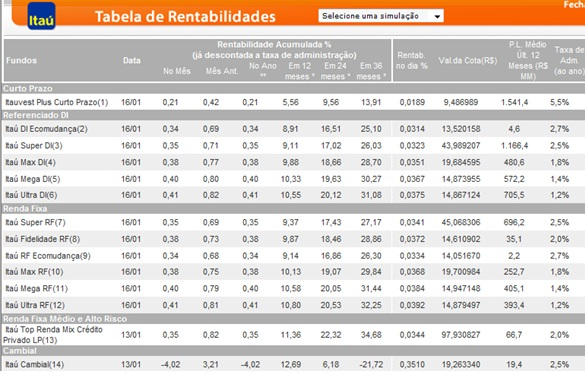 Itaú
Tabela de Rentabilidades
Selecione uma simulação
Fecha
Fundos
Data
Rentabilidade Acumulada %
(já descontada a taxa de administração)
No Mês
Mês Ant.
No Ano **
Em 12 meses *
Em 24 meses *
Em 36 meses *
Rentab. no dia %
Val.da Cota(R$)
P.L. Médio Últ. 12 Meses (R$ MM)
Taxa de Adm. (ao ano)
Curto Prazo
Itauvest Plus Curto Prazo(1) 16/01 0,21 0,42 0,21 5,56 9,56 13,91 0,0189 9,486989 1.541,4 5,5%
Referenciado DI
Itaú DI Ecomudança(2) 16/01 0,34 0,69 0,34 8,91 16,51 25,10 0,0314 13,520158 4,6 2,7%
Itaú Super DI(3) 16/01 0,35 0,71 0,35 9,11 17,02 26,03 0,0323 43,989207 1.166,4 2,5%
Itaú Max DI(4) 16/01 0,38 0,77 0,38 9,88 18,66 28,70 0,0351 19,684595 480,6 1,8%
Itaú Mega DI(5) 16/01 0,40 0,80 0,40 10,33 19,63 30,27 0,0367 14,873955 572,2 1,4%
Itaú Ultra DI(6) 16/01 0,41 0,82 0,41 10,55 20,12 31,08 0,0375 14,867124 705,5 1,2%
Renda Fixa
Itaú Super RF(7) 16/01 0,35 0,69 0,35 9,37 17,43 27,17 0,0341 45,068306 696,2 2,5%
Itaú Fidelidade RF(8) 16/01 0,38 0,73 0,38 9,87 18,46 28,86 0,0372 14,610902 35,1 2,0%
Itaú RF Ecomudança(9) 16/01 0,34 0,68 0,34 9,14 16,86 26,30 0,0334 14,051670 2,2 2,7%
Itaú Max RF(10) 16/01 0,38 0,75 0,38 10,13 19,07 29,84 0,0368 19,700984 252,7 1,8%
Itaú Mega RF(11) 16/01 0,40 0,79 0,40 10,58 20,05 31,44 0,0384 14,947148 405,1 1,4%
Itaú Ultra RF(12) 16/01 0,41 0,81 0,41 10,80 20,53 32,25 0,0392 14,879497 393,4 1,2%
Renda Fixa Médio e Alto Risco
Itaú Top Renda Mix Crédito Privado LP(13) 13/01 0,35 0,82 0,35 11,36 22,32 34,68 0,0344 97,930827 66,7 2,0%
Cambial
Itaú Cambial(14) 13/01 -4,02 3,21 -4,02 12,69 6,18 -21,72 0,3510 19,263340 19,4 2,5%